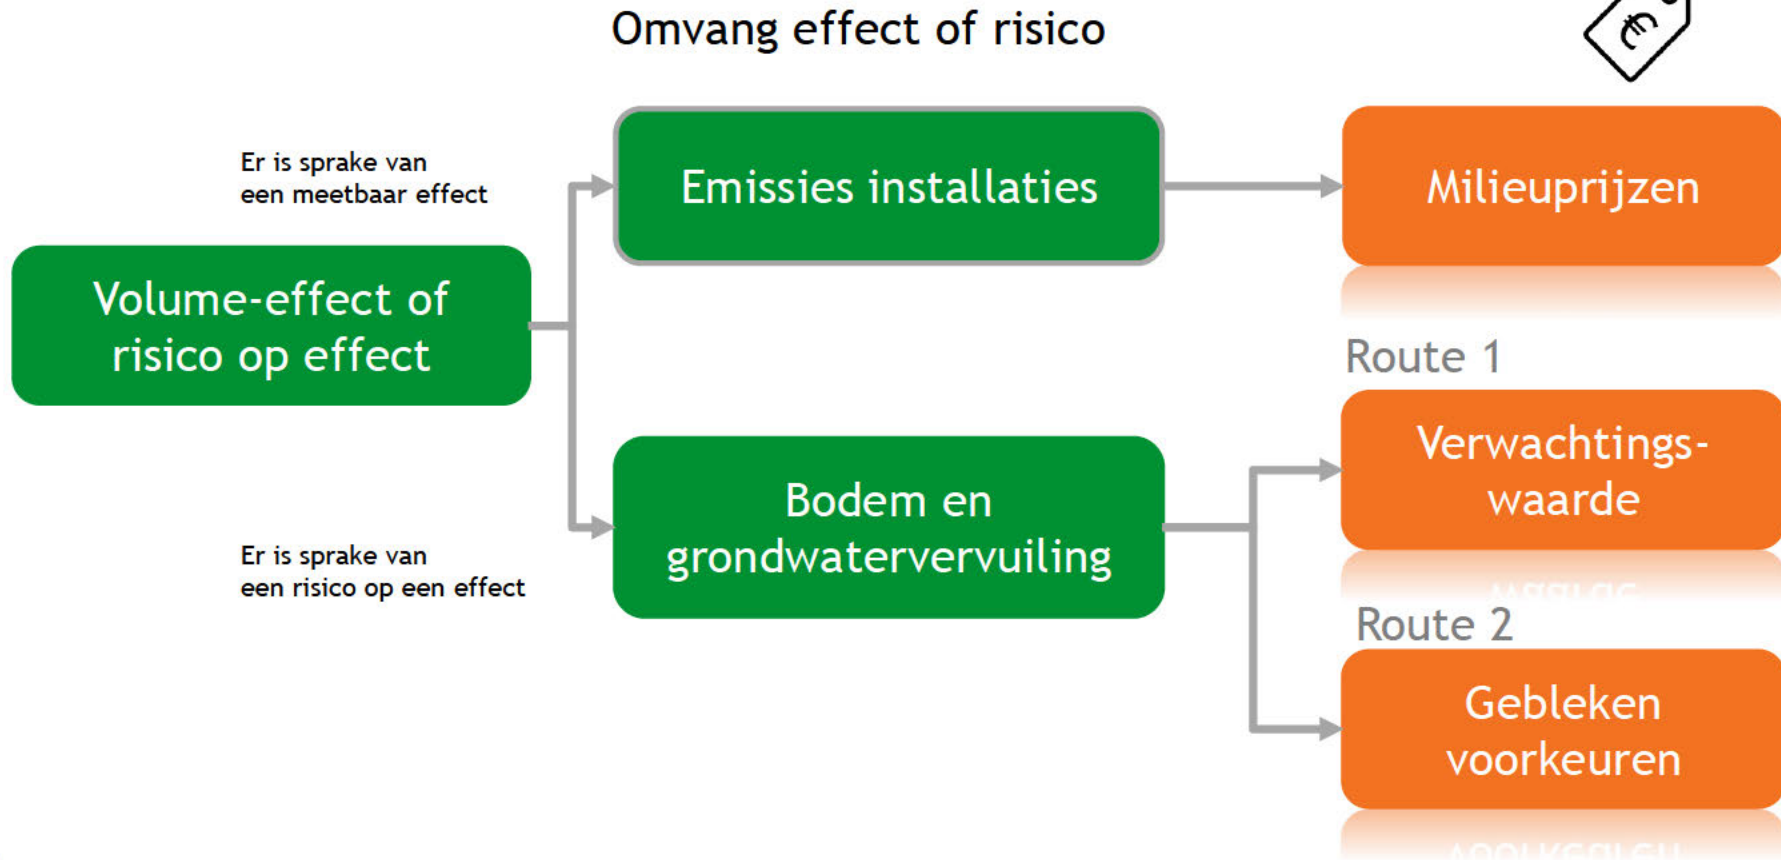 Omvang effect of risico
€
Er is sprake van
een meetbaar effect
Emissies installaties
Milieuprijzen
Volume-effect of
risico op effect
Route 1
Verwachtings-
waarde
Bodem en
grondwatervervuiling
Er is sprake van
een risico op een effect
Route 2
Gebleken
voorkeuren